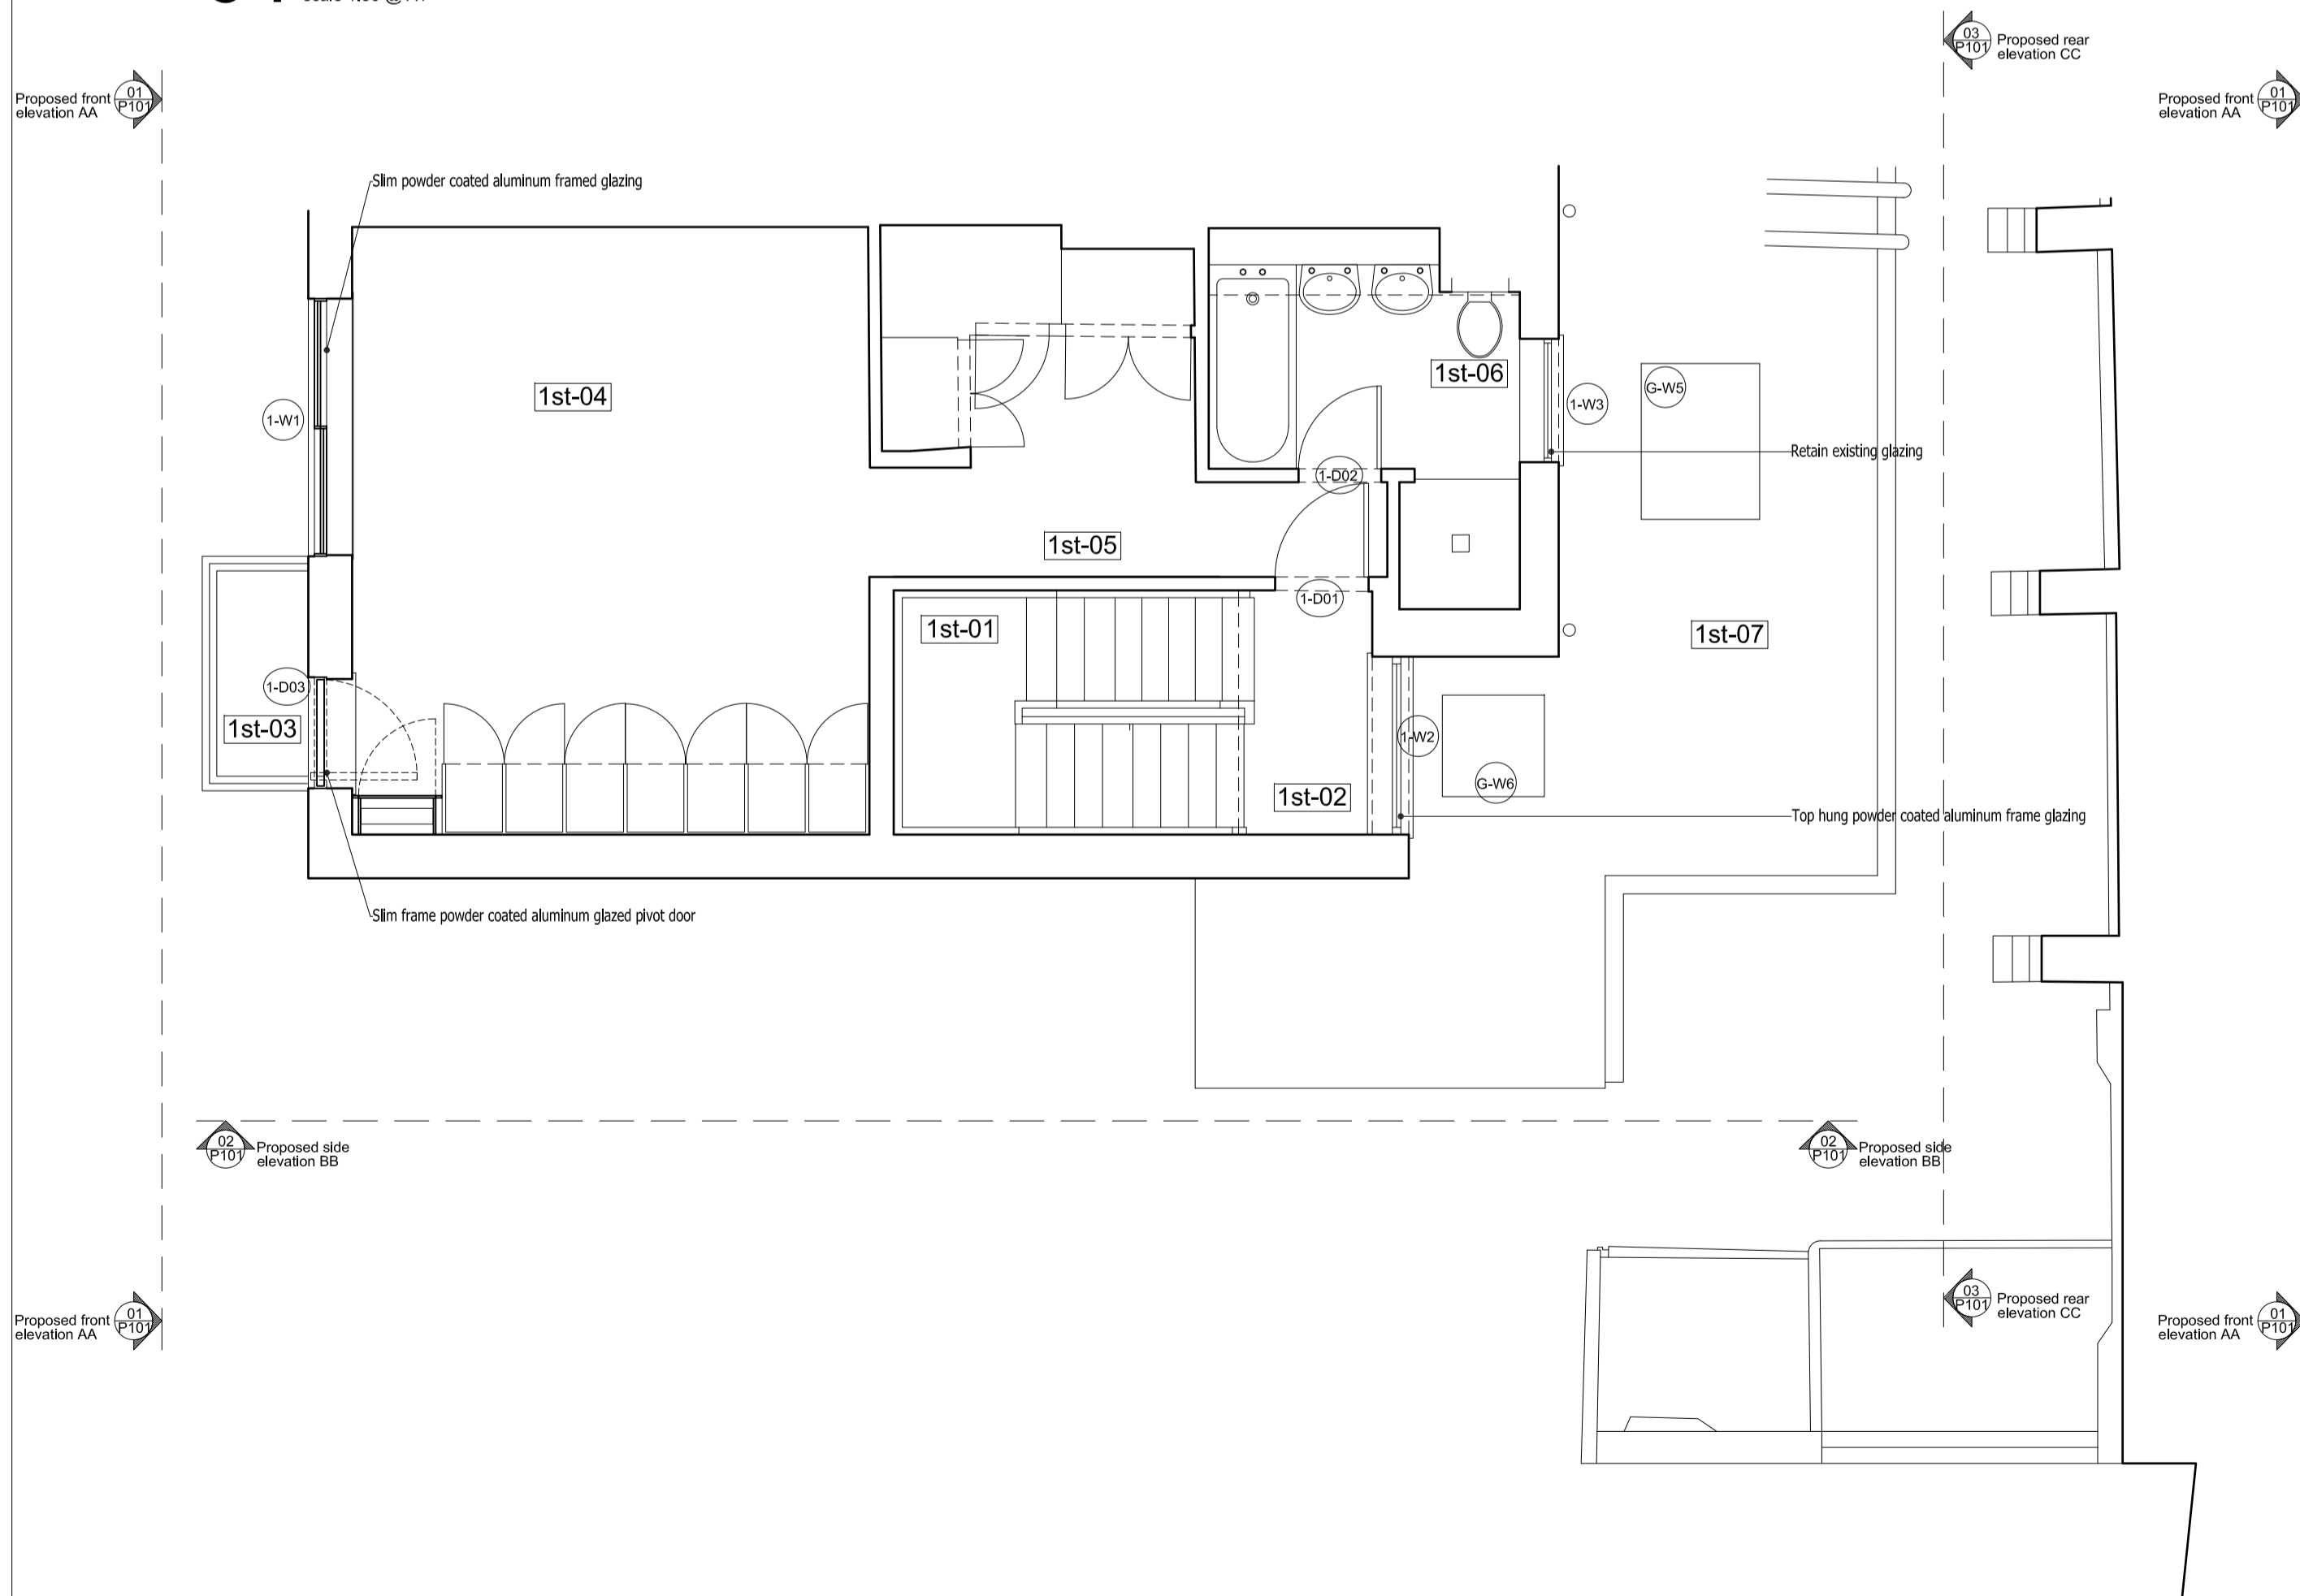 03
P101
Proposed rear
elevation CC
Proposed front
elevation AA
01
P101
Proposed front
elevation AA
01
P101
Slim powder coated aluminum framed glazing
1st-04
1st-06
G-W5
1-W1
1-W3
Retain existing glazing
1-D02
1st-05
1-D01
1st-01
1st-07
1-D03
1st-03
1-W2
G-W6
1st-02
Top hung powder coated aluminum frame glazing
Slim frame powder coated aluminum glazed pivot door
02
P101
Proposed side
elevation BB
02
P101
Proposed side
elevation BB
03
P101
Proposed rear
elevation CC
Proposed front
elevation AA
01
P101
Proposed front
elevation AA
01
P101